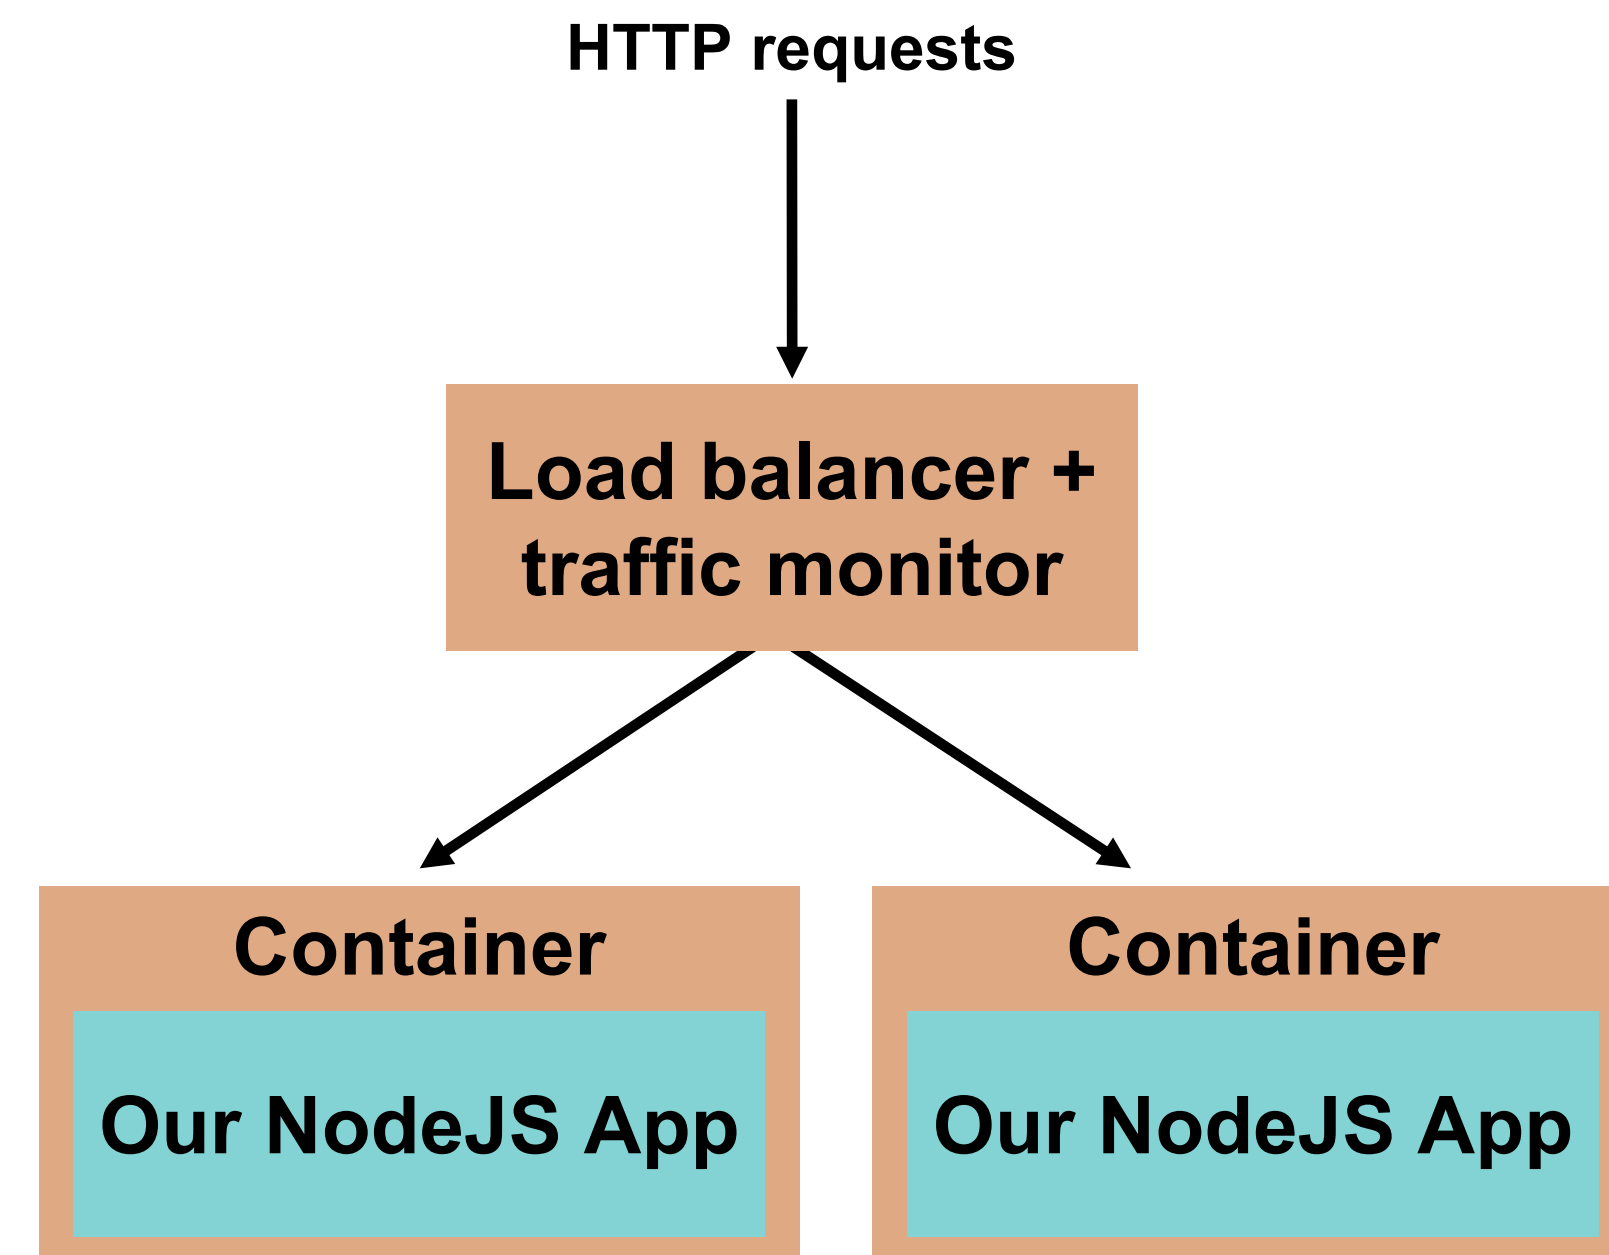 HTTP requests
Load balancer +
traffic monitor
Container
Our NodeJS App
Container
Our NodeJS App